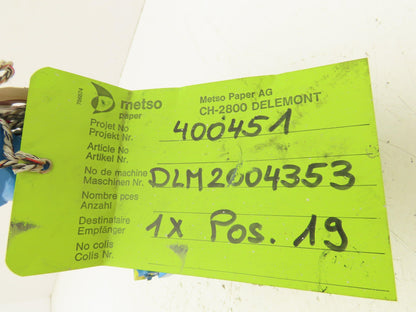 798674
metso
paper
Metso Paper AG
CH-2800 DELEMONT
Projet No
Projekt Nr.
400451
Article No
Artikel Nr.
No de machine
Maschinen Nr.
DLM2004353
Nombre pces
Anzahl
1x Pos. 19
Destinataire
Empfänger
No colis
Colis Nr.